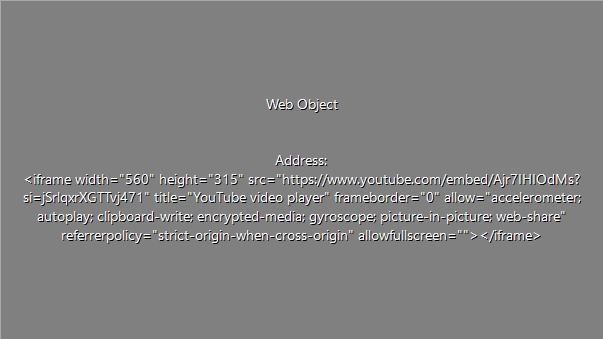 Web Object
Address:
<iframe width="560" height="315" src="https://www.youtube.com/embed/Ajr7IHIOdMs?
si=jSrlqxrXGTTvj471" title="YouTube video player" frameborder="0" allow="accelerometer;
autoplay; clipboard-write; encrypted-media; gyroscope; picture-in-picture; web-share"
referrerpolicy="strict-origin-when-cross-origin" allowfullscreen=""></iframe>